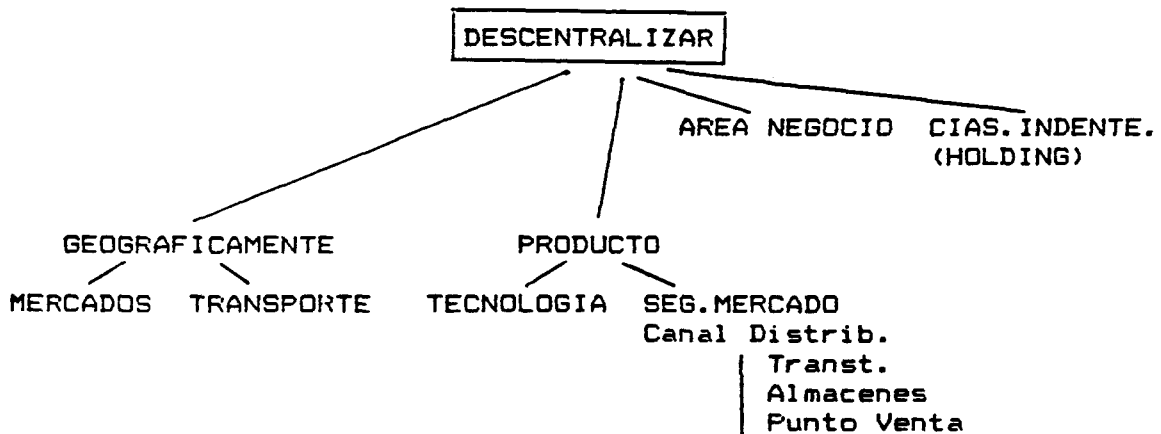 DESCENTRALIZAR
AREA NEGOCIO CIAS.INDENTE.
(HOLDING)
GEOGRAFICAMENTE PRODUCTO
MERCADOS TRANSPORTE TECNOLOGIA SEG.MERCADO
Canal Distrib.
Transt.
Almacenes
Punto Venta